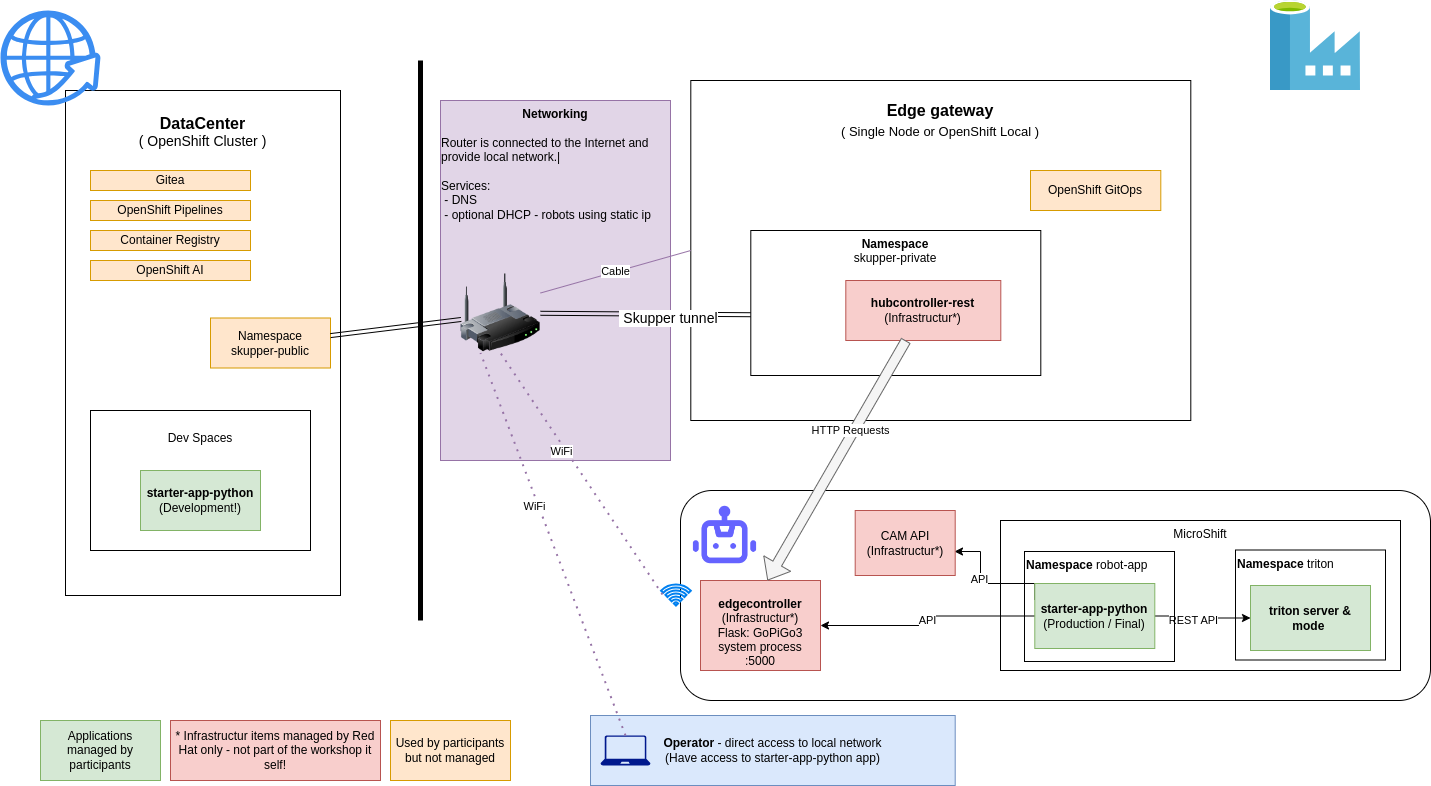 DataCenter
( OpenShift Cluster )
Gitea
OpenShift Pipelines
Container Registry
OpenShift AI
Namespace
skupper-public
Dev Spaces
starter-app-python
(Development!)
Networking
Router is connected to the Internet and
provide local network.|
Services:
- DNS
- optional DHCP - robots using static ip
Cable
Skupper tunnel
WiFi
WiFi
Edge gateway
( Single Node or OpenShift Local )
OpenShift GitOps
Namespace
skupper-private
hubcontroller-rest
(Infrastructur*)
HTTP Requests
CAM API
(Infrastructur*)
edgecontroller
(Infrastructur*)
Flask: GoPiGo3
system process
:5000
API
API
MicroShift
Namespace robot-app
starter-app-python
(Production / Final)
REST API
Namespace triton
triton server &
mode
Applications
managed by
participants
* Infrastructur items managed by Red
Hat only - not part of the workshop it
self!
Used by participants
but not managed
Operator - direct access to local network
(Have access to starter-app-python app)